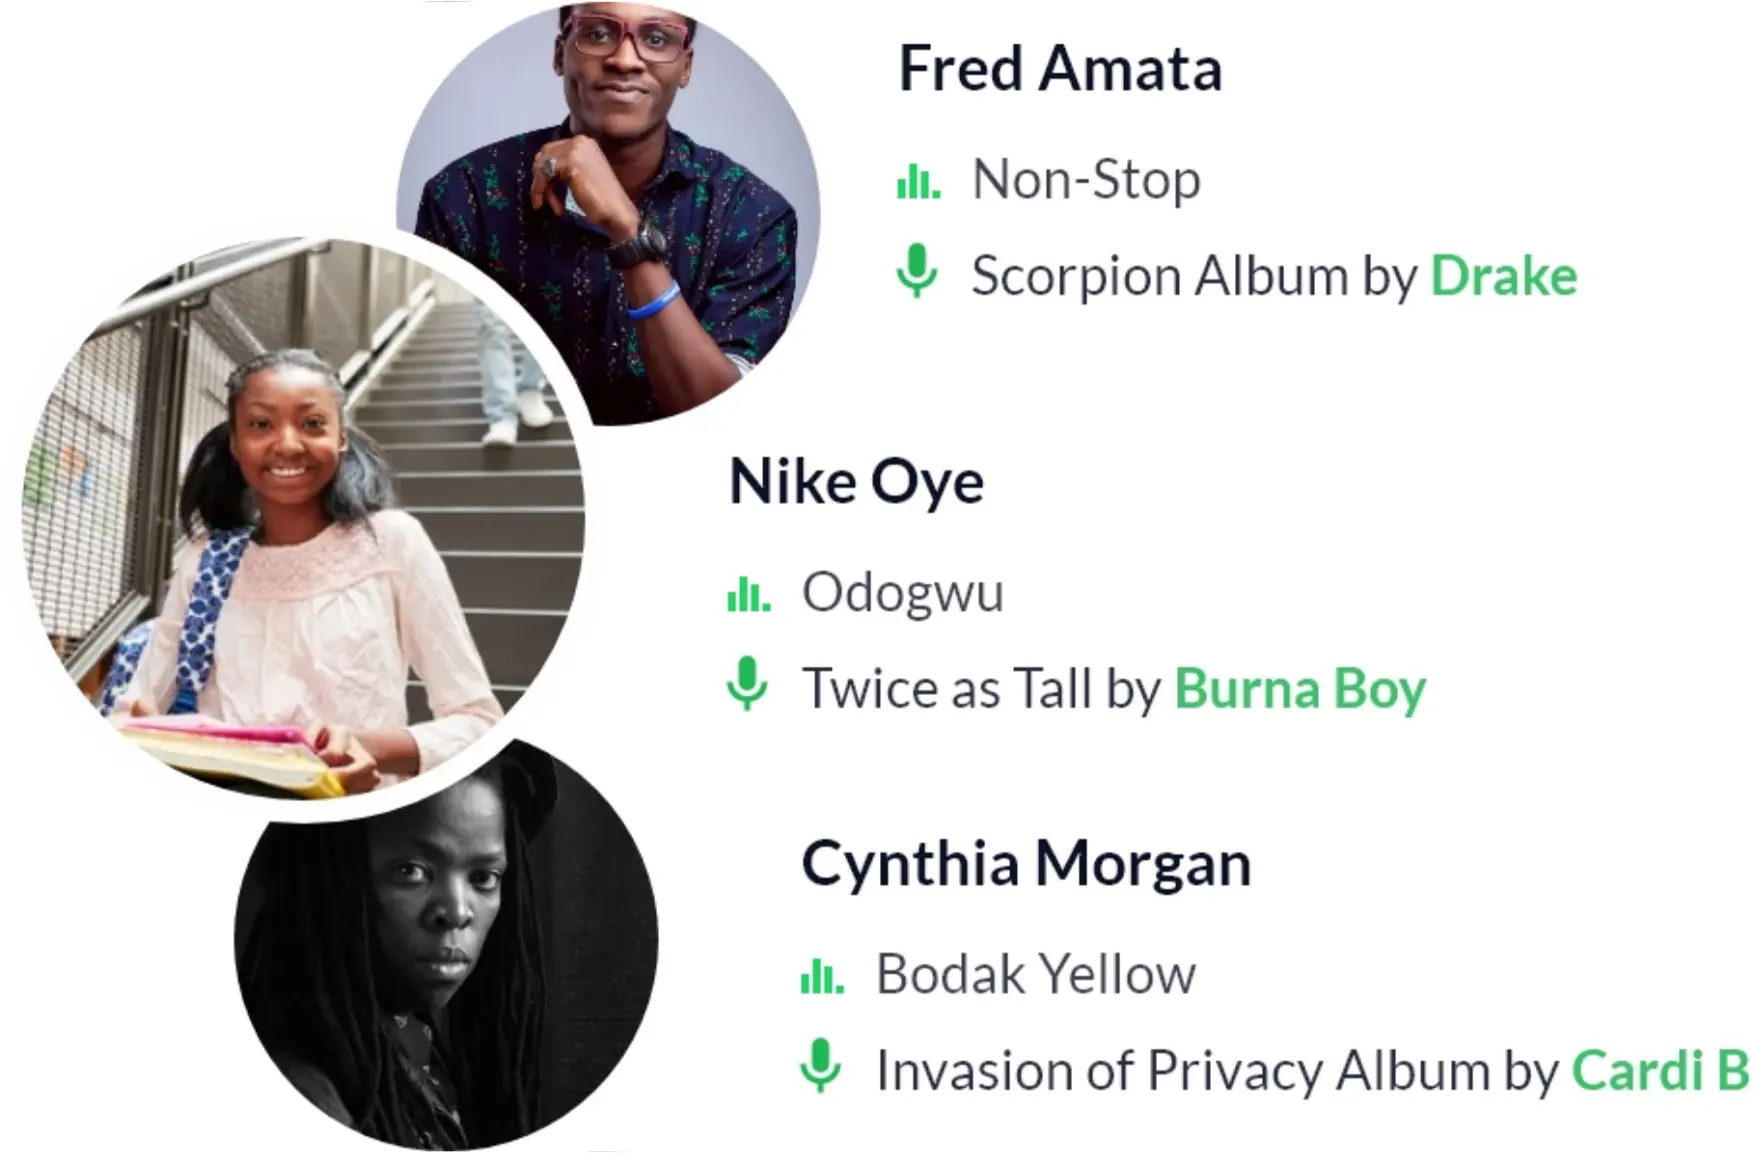 Fred Amata
Non-Stop
Scorpion Album by Drake
Nike Oye
Odogwu
Twice as Tall by Burna Boy
Cynthia Morgan
Bodak Yellow
Invasion of Privacy Album by Cardi B